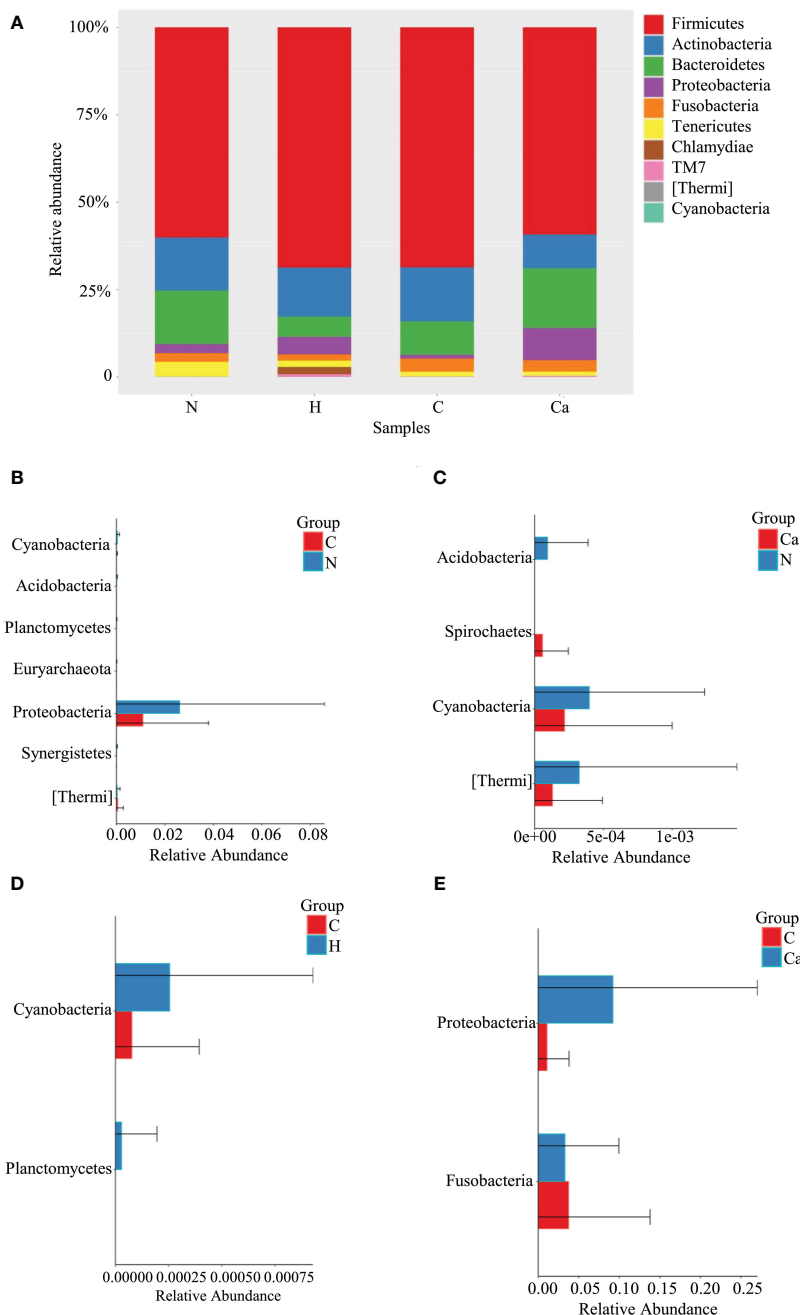 A
100%
75%
50%
25%
0
Relative abundance
N H C Ca
Samples
Firmicutes
Actinobacteria
Bacteroidetes
Proteobacteria
Fusobacteria
Tenericutes
Chlamydiae
TM7
[Thermi]
Cyanobacteria
B
Group
C
N
Cyanobacteria
Acidobacteria
Planctomycetes
Euryarchaeota
Proteobacteria
Synergistetes
[Thermi]
0.00 0.02 0.04 0.06 0.08
Relative Abundance
C
Group
Ca
N
Acidobacteria
Spirochaetes
Cyanobacteria
[Thermi]
0e+00 5e-04 1e-03
Relative Abundance
D
Group
C
H
Cyanobacteria
Planctomycetes
0.00000 0.00025 0.00050 0.00075
Relative Abundance
E
Group
C
Ca
Proteobacteria
Fusobacteria
0.00 0.05 0.10 0.15 0.20 0.25
Relative Abundance